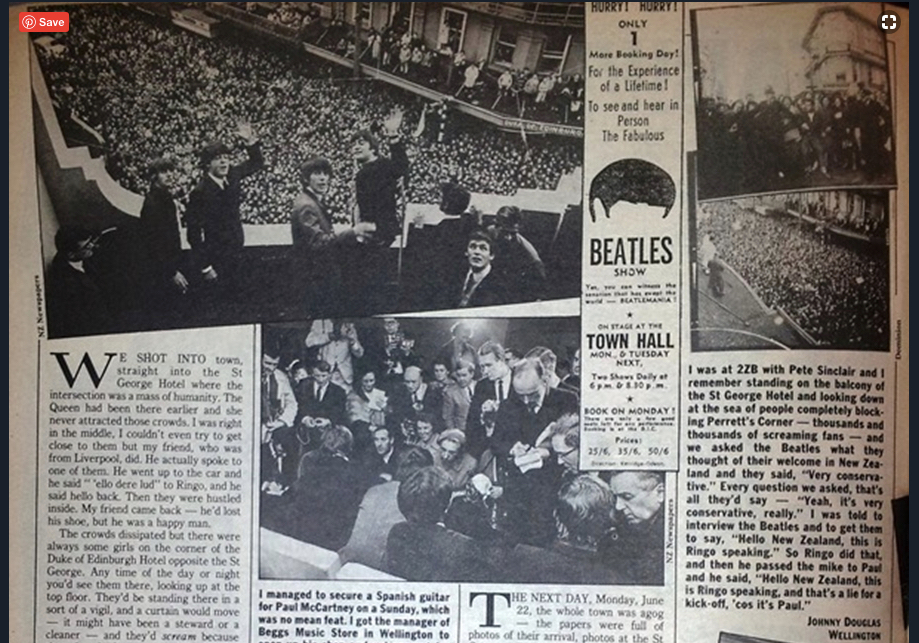 Save
NZ Newspapers
WE SHOT INTO town,
straight into the St
George Hotel where the
intersection was a mass of humanity. The
Queen had been there earlier and she
never attracted those crowds. I was right
in the middle, I couldn't even try to get
close to them but my friend, who was
from Liverpool, did. He actually spoke to
one of them. He went up to the car and
he said " 'ello dere lud" to Ringo, and he
said hello back. Then they were hustled
inside. My friend came back — he'd lost
his shoe, but he was a happy man.
The crowds dissipated but there were
always some girls on the corner of the
Duke of Edinburgh Hotel opposite the St
George. Any time of the day or night
you'd see them there, looking up at the
top floor. They'd be standing there in a
sort of a vigil, and a curtain would move
— it might have been a steward or a
cleaner — and they'd scream because
I managed to secure a Spanish guitar
for Paul McCartney on a Sunday, which
was no mean feat. I got the manager of
Beggs Music Store in Wellington to
NZ Newspapers
THE NEXT DAY, Monday, June
22, the whole town was agog
— the papers were full of
photos of their arrival, photos at the St
HURRY! HURRY!
ONLY
1
More Booking Day!
For the Experience
of a Lifetime!
To see and hear in
Person
The Fabulous
BEATLES
SHOW
Yes, you can witness the
sensation that has swept the
world — BEATLEMANIA!
ON STAGE AT THE
TOWN HALL
MON., & TUESDAY
NEXT,
Two Shows Daily at
6 p.m. & 8.30 p.m.
BOOK ON MONDAY!
Prices:
25/6, 35/6, 50/6
Dominion
I was at 2ZB with Pete Sinclair and I
remember standing on the balcony of
the St George Hotel and looking down
at the sea of people completely block-
ing Perrett's Corner — thousands and
thousands of screaming fans — and
we asked the Beatles what they
thought of their welcome in New Zea-
land and they said, "Very conserva-
tive." Every question we asked, that's
all they'd say — "Yeah, it's very
conservative, really." I was told to
interview the Beatles and to get them
to say, "Hello New Zealand, this is
Ringo speaking." So Ringo did that,
and then he passed the mike to Paul
and he said, "Hello New Zealand, this
is Ringo speaking, and that's a lie for a
kick-off, 'cos it's Paul."
JOHNNY DOUGLAS
WELLINGTON